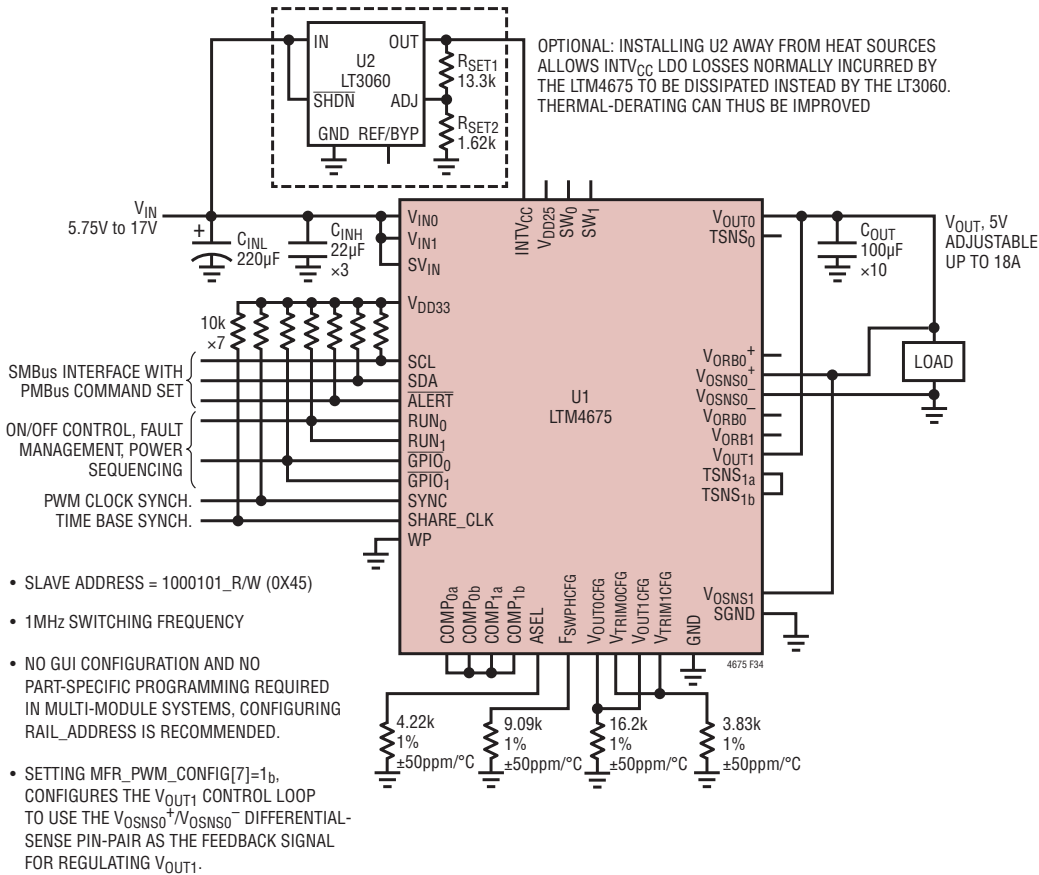 IN
OUT
U2
LT3060
SHDN
ADJ
GND
REF/BYP
RSET1
13.3k
RSET2
1.62k
OPTIONAL: INSTALLING U2 AWAY FROM HEAT SOURCES
ALLOWS INTVCC LDO LOSSES NORMALLY INCURRED BY
THE LTM4675 TO BE DISSIPATED INSTEAD BY THE LT3060.
THERMAL-DERATING CAN THUS BE IMPROVED
VIN
5.75V to 17V
+
CINL
220µF
CINH
22µF
×3
VIN0
VIN1
SVIN
VDD33
INTVCC
VDD25
SW0
SW1
VOUT0
TSNS0
COUT
100µF
×10
VOUT, 5V
ADJUSTABLE
UP TO 18A
LOAD
10k
×7
SMBus INTERFACE WITH
PMBus COMMAND SET
ON/OFF CONTROL, FAULT
MANAGEMENT, POWER
SEQUENCING
PWM CLOCK SYNCH.
TIME BASE SYNCH.
SCL
SDA
ALERT
RUN0
RUN1
GPIO0
GPIO1
SYNC
SHARE_CLK
WP
U1
LTM4675
VORB0+
VOSNS0+
VOSNS0–
VORB0–
VORB1
VOUT1
TSNS1a
TSNS1b
VOSNS1
SGND
COMP0a
COMP0b
COMP1a
COMP1b
ASEL
FSWPHCFG
VOUT0CFG
VTRIM0CFG
VOUT1CFG
VTRIM1CFG
GND
4675 F34
4.22k
1%
±50ppm/°C
9.09k
1%
±50ppm/°C
16.2k
1%
±50ppm/°C
3.83k
1%
±50ppm/°C
• SLAVE ADDRESS = 1000101_R/W (0X45)
• 1MHz SWITCHING FREQUENCY
• NO GUI CONFIGURATION AND NO
PART-SPECIFIC PROGRAMMING REQUIRED
IN MULTI-MODULE SYSTEMS, CONFIGURING
RAIL_ADDRESS IS RECOMMENDED.
• SETTING MFR_PWM_CONFIG[7]=1b,
CONFIGURES THE VOUT1 CONTROL LOOP
TO USE THE VOSNS0+/VOSNS0– DIFFERENTIAL-
SENSE PIN-PAIR AS THE FEEDBACK SIGNAL
FOR REGULATING VOUT1.